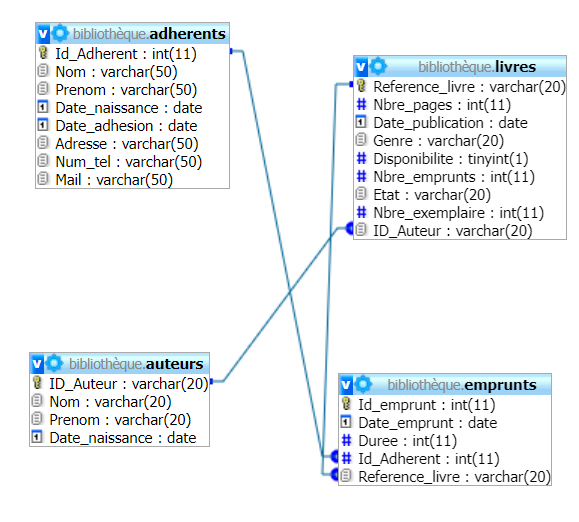 bibliothèque.adherents
Id_Adherent : int(11)
Nom : varchar(50)
Prenom : varchar(50)
Date_naissance : date
Date_adhesion : date
Adresse : varchar(50)
Num_tel : varchar(50)
Mail : varchar(50)
bibliothèque.livres
Reference_livre : varchar(20)
Nbre_pages : int(11)
Date_publication : date
Genre : varchar(20)
Disponibilite : tinyint(1)
Nbre_emprunts : int(11)
Etat : varchar(20)
Nbre_exemplaire : int(11)
ID_Auteur : varchar(20)
bibliothèque.auteurs
ID_Auteur : varchar(20)
Nom : varchar(20)
Prenom : varchar(20)
Date_naissance : date
bibliothèque.emprunts
Id_emprunt : int(11)
Date_emprunt : date
Duree : int(11)
Id_Adherent : int(11)
Reference_livre : varchar(20)